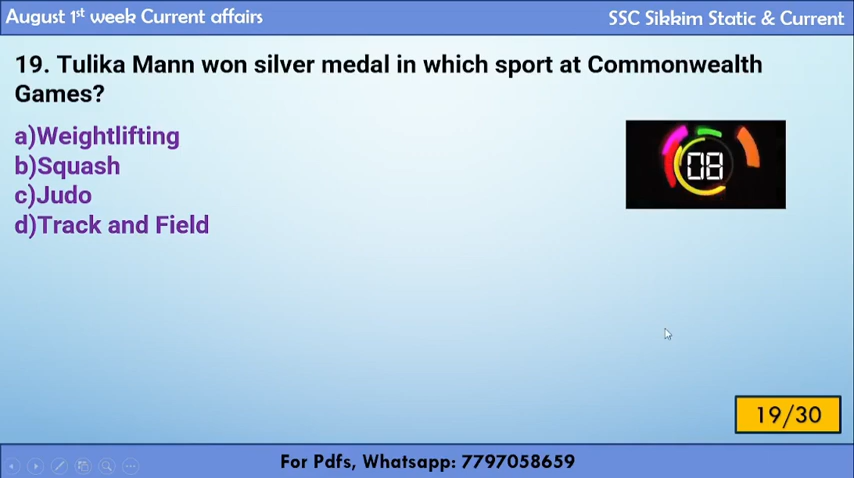 August 1st week Current affairs
SSC Sikkim Static & Current
19. Tulika Mann won silver medal in which sport at Commonwealth
Games?
a)Weightlifting
b)Squash
c)Judo
d)Track and Field
08
19/30
For Pdfs, Whatsapp: 7797058659